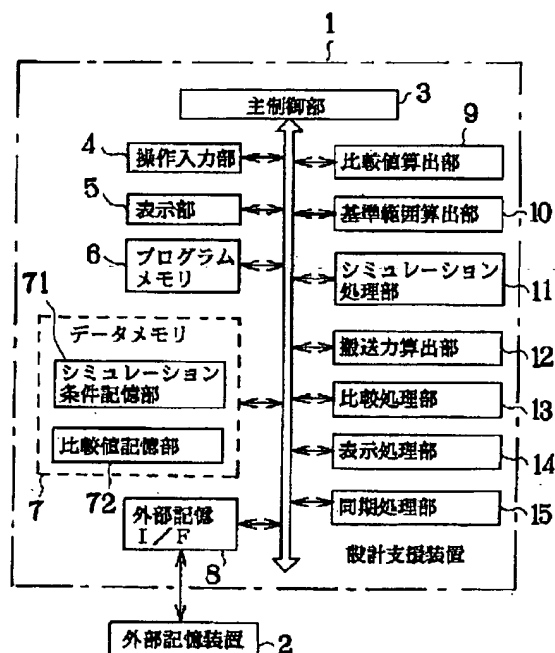 1
主制御部
3
4
操作入力部
5
表示部
6
プログラム
メモリ
71
データメモリ
シミュレーション
条件記憶部
比較値記憶部
7
72
外部記憶
I/F
8
9
比較値算出部
基準範囲算出部
10
シミュレーション
処理部
11
搬送力算出部
12
比較処理部
13
表示処理部
14
同期処理部
15
設計支援装置
外部記憶装置
2